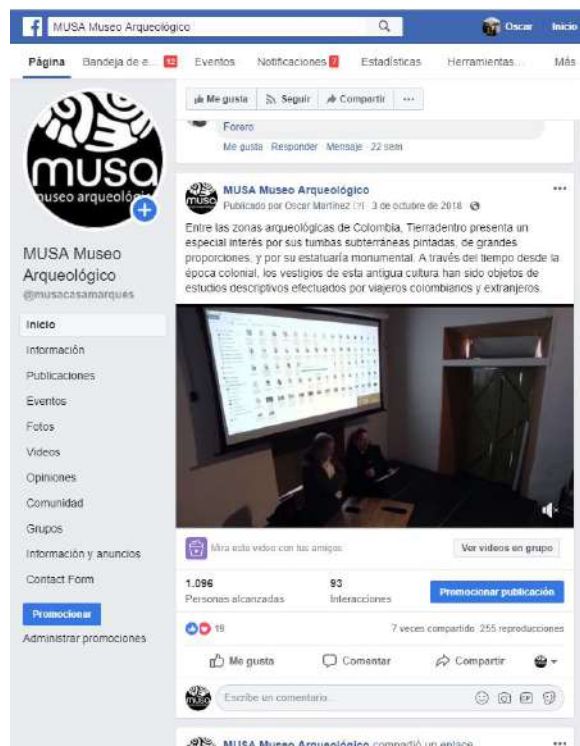 MUSA Museo Arqueológico
Oscar Inicio
Página Bandeja de e... 12 Eventos Notificaciones 7 Estadísticas Herramientas... Más
Me gusta Seguir Compartir ...
musa
museo arqueológico
MUSA Museo
Arqueológico
@musacasamarques
Inicio
Información
Publicaciones
Eventos
Fotos
Videos
Opiniones
Comunidad
Grupos
Información y anuncios
Contact Form
Promocionar
Administrar promociones
Forero
Me gusta · Responder · Mensaje · 22 sem
musa
MUSA Museo Arqueológico
Publicado por Oscar Martínez [?] · 3 de octubre de 2018 ·
Entre las zonas arqueológicas de Colombia, Tierradentro presenta un
especial interés por sus tumbas subterráneas pintadas, de grandes
proporciones, y por su estatuaría monumental. A través del tiempo desde la
época colonial, los vestigios de esta antigua cultura han sido objetos de
estudios descriptivos efectuados por viajeros colombianos y extranjeros.
Mira este video con tus amigos.
Ver videos en grupo
1.096 93
Personas alcanzadas Interacciones
Promocionar publicación
19 7 veces compartido 255 reproducciones
Me gusta Comentar Compartir
musa
Escribe un comentario...
GIF
MUSA Museo Arqueológico compartió un enlace.